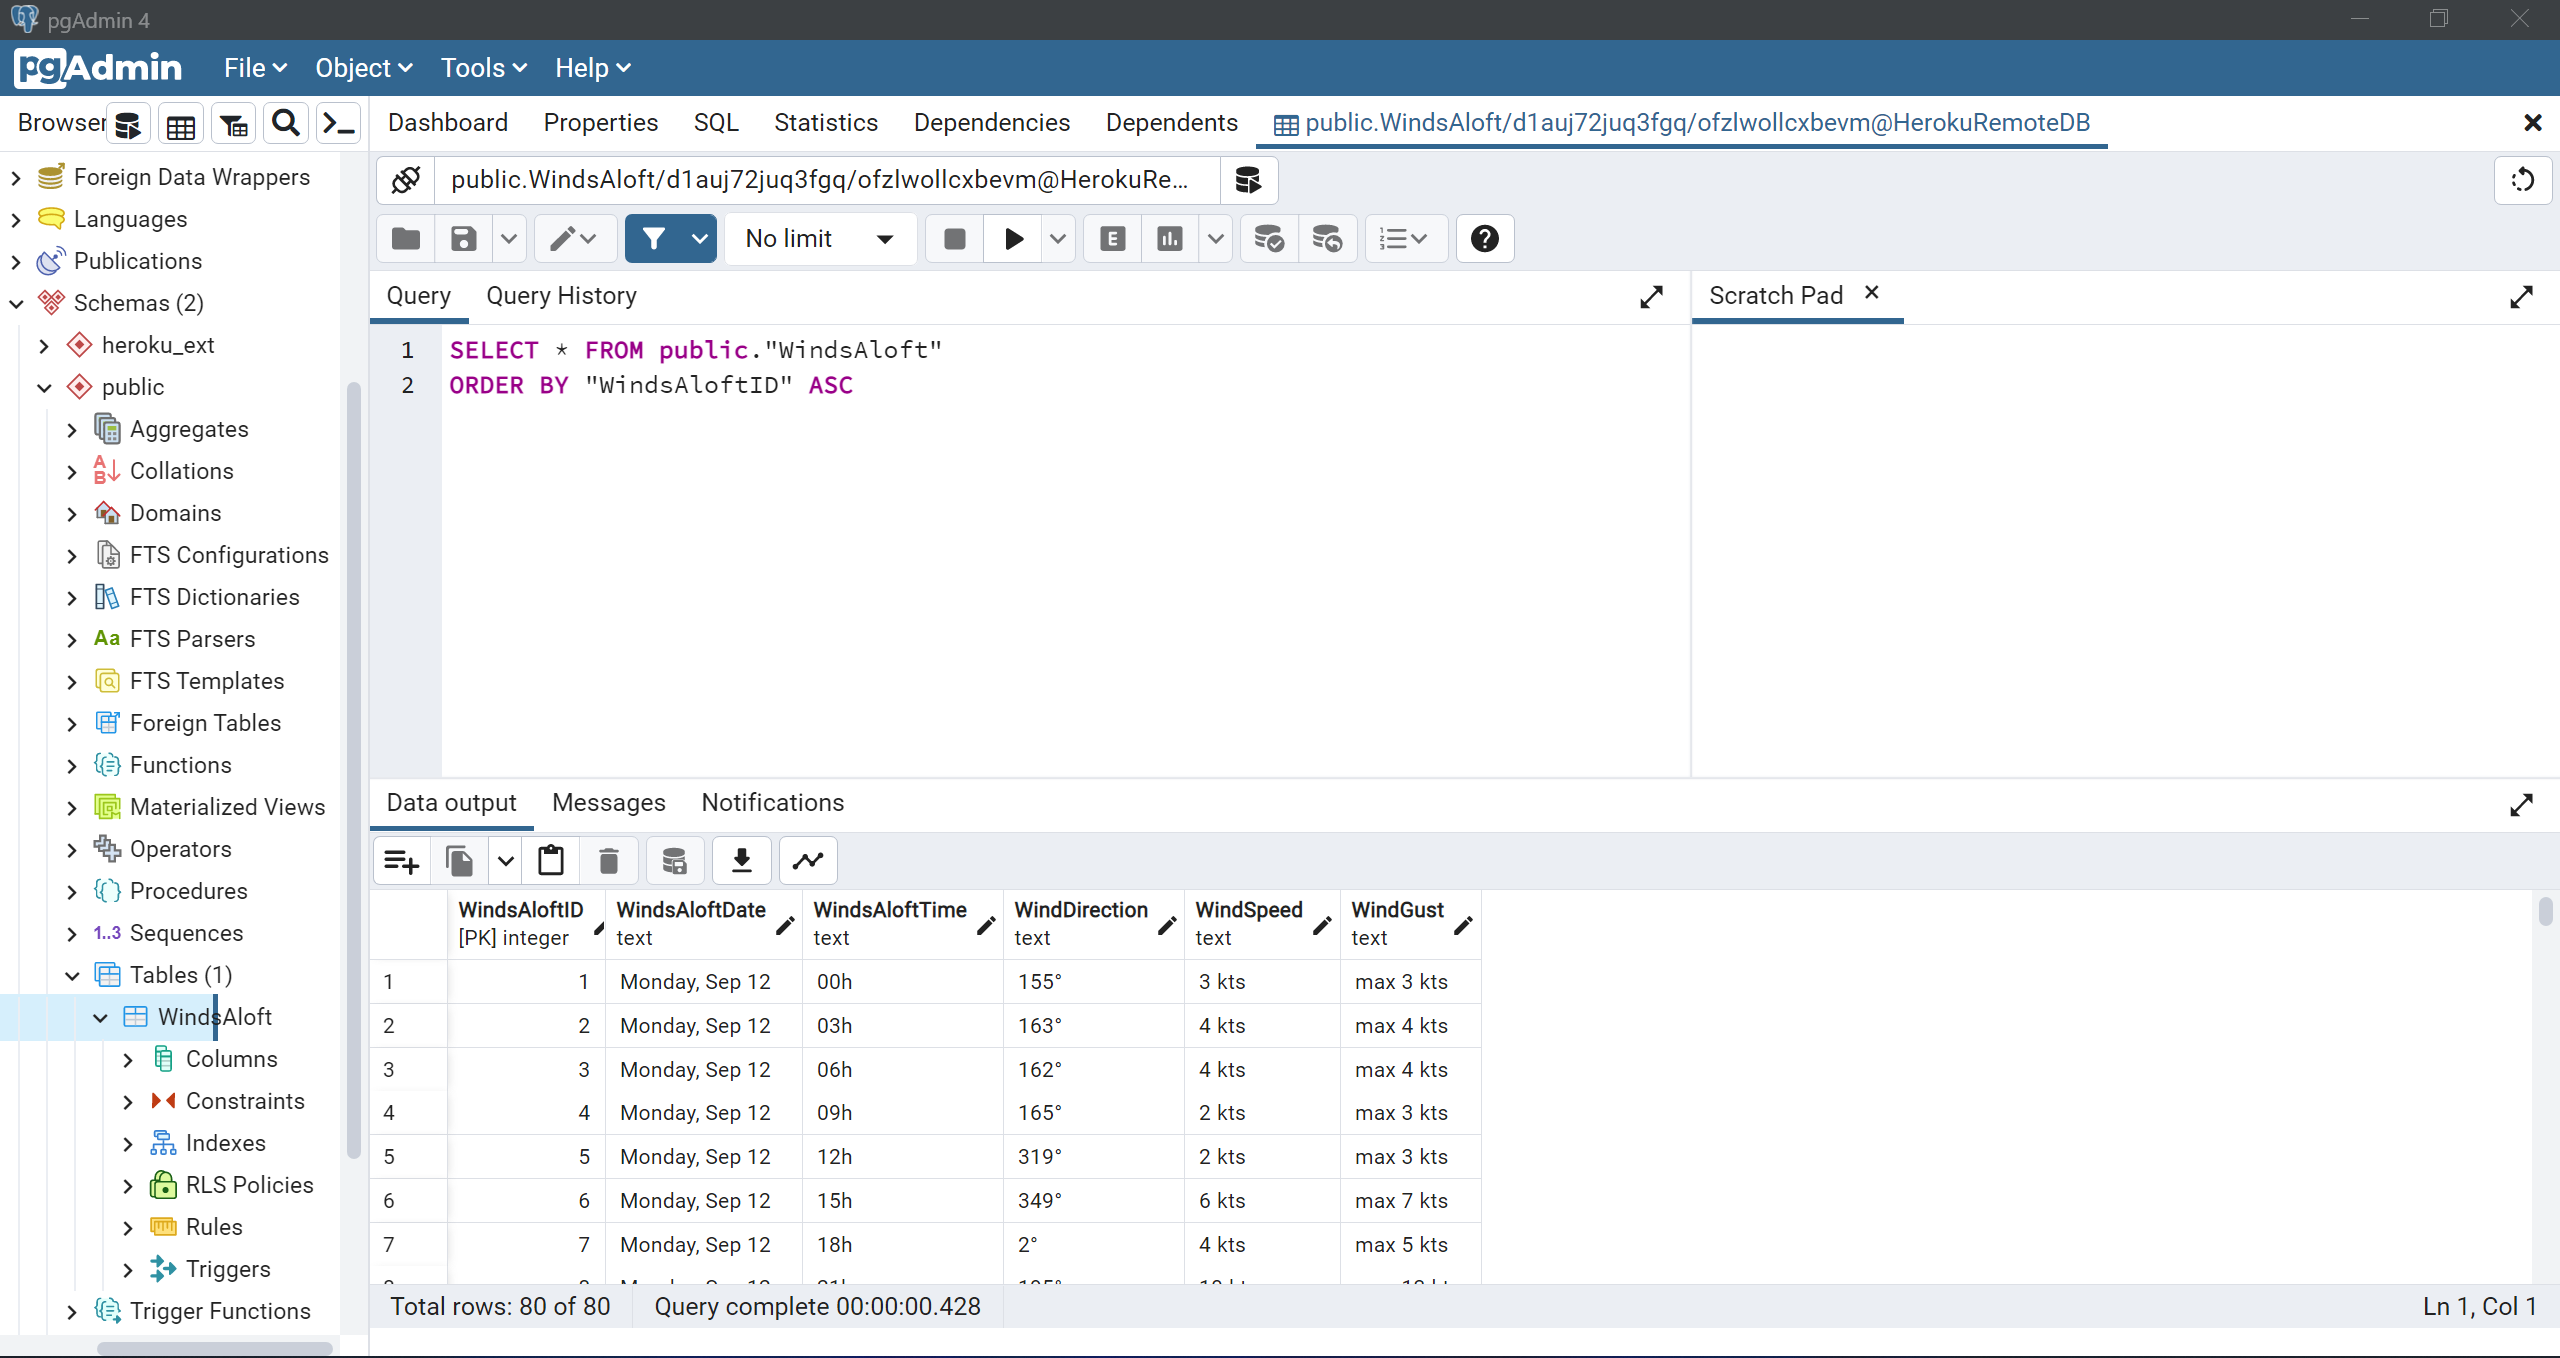 pgAdmin 4
pgAdmin File Object Tools Help
Browser
Dashboard Properties SQL Statistics Dependencies Dependents public.WindsAloft/d1auj72juq3fgq/ofzlwollcxbevm@HerokuRemoteDB
Foreign Data Wrappers
Languages
Publications
Schemas (2)
heroku_ext
public
Aggregates
Collations
Domains
FTS Configurations
FTS Dictionaries
Aa FTS Parsers
FTS Templates
Foreign Tables
Functions
Materialized Views
Operators
Procedures
1..3 Sequences
Tables (1)
WindsAloft
Columns
Constraints
Indexes
RLS Policies
Rules
Triggers
Trigger Functions
public.WindsAloft/d1auj72juq3fgq/ofzlwollcxbevm@HerokuRe...
No limit
E
Query Query History
Scratch Pad
1 SELECT * FROM public."WindsAloft"
2 ORDER BY "WindsAloftID" ASC
Data output Messages Notifications
WindsAloftID WindsAloftDate WindsAloftTime WindDirection WindSpeed WindGust
[PK] integer text text text text text
1 1 Monday, Sep 12 00h 155° 3 kts max 3 kts
2 2 Monday, Sep 12 03h 163° 4 kts max 4 kts
3 3 Monday, Sep 12 06h 162° 4 kts max 4 kts
4 4 Monday, Sep 12 09h 165° 2 kts max 3 kts
5 5 Monday, Sep 12 12h 319° 2 kts max 3 kts
6 6 Monday, Sep 12 15h 349° 6 kts max 7 kts
7 7 Monday, Sep 12 18h 2° 4 kts max 5 kts
Total rows: 80 of 80 Query complete 00:00:00.428
Ln 1, Col 1